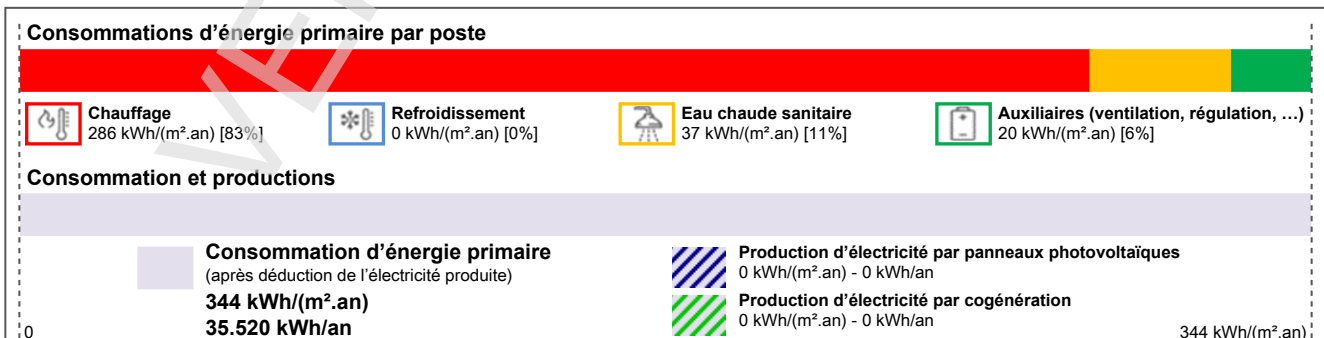 Consommations d'énergie primaire par poste
Chauffage
286 kWh/(m².an) [83%]
Refroidissement
0 kWh/(m².an) [0%]
Eau chaude sanitaire
37 kWh/(m².an) [11%]
Auxiliaires (ventilation, régulation, …)
20 kWh/(m².an) [6%]
Consommation et productions
Consommation d'énergie primaire
(après déduction de l'électricité produite)
344 kWh/(m².an)
35.520 kWh/an
Production d'électricité par panneaux photovoltaïques
0 kWh/(m².an) - 0 kWh/an
Production d'électricité par cogénération
0 kWh/(m².an) - 0 kWh/an
0
344 kWh/(m².an)